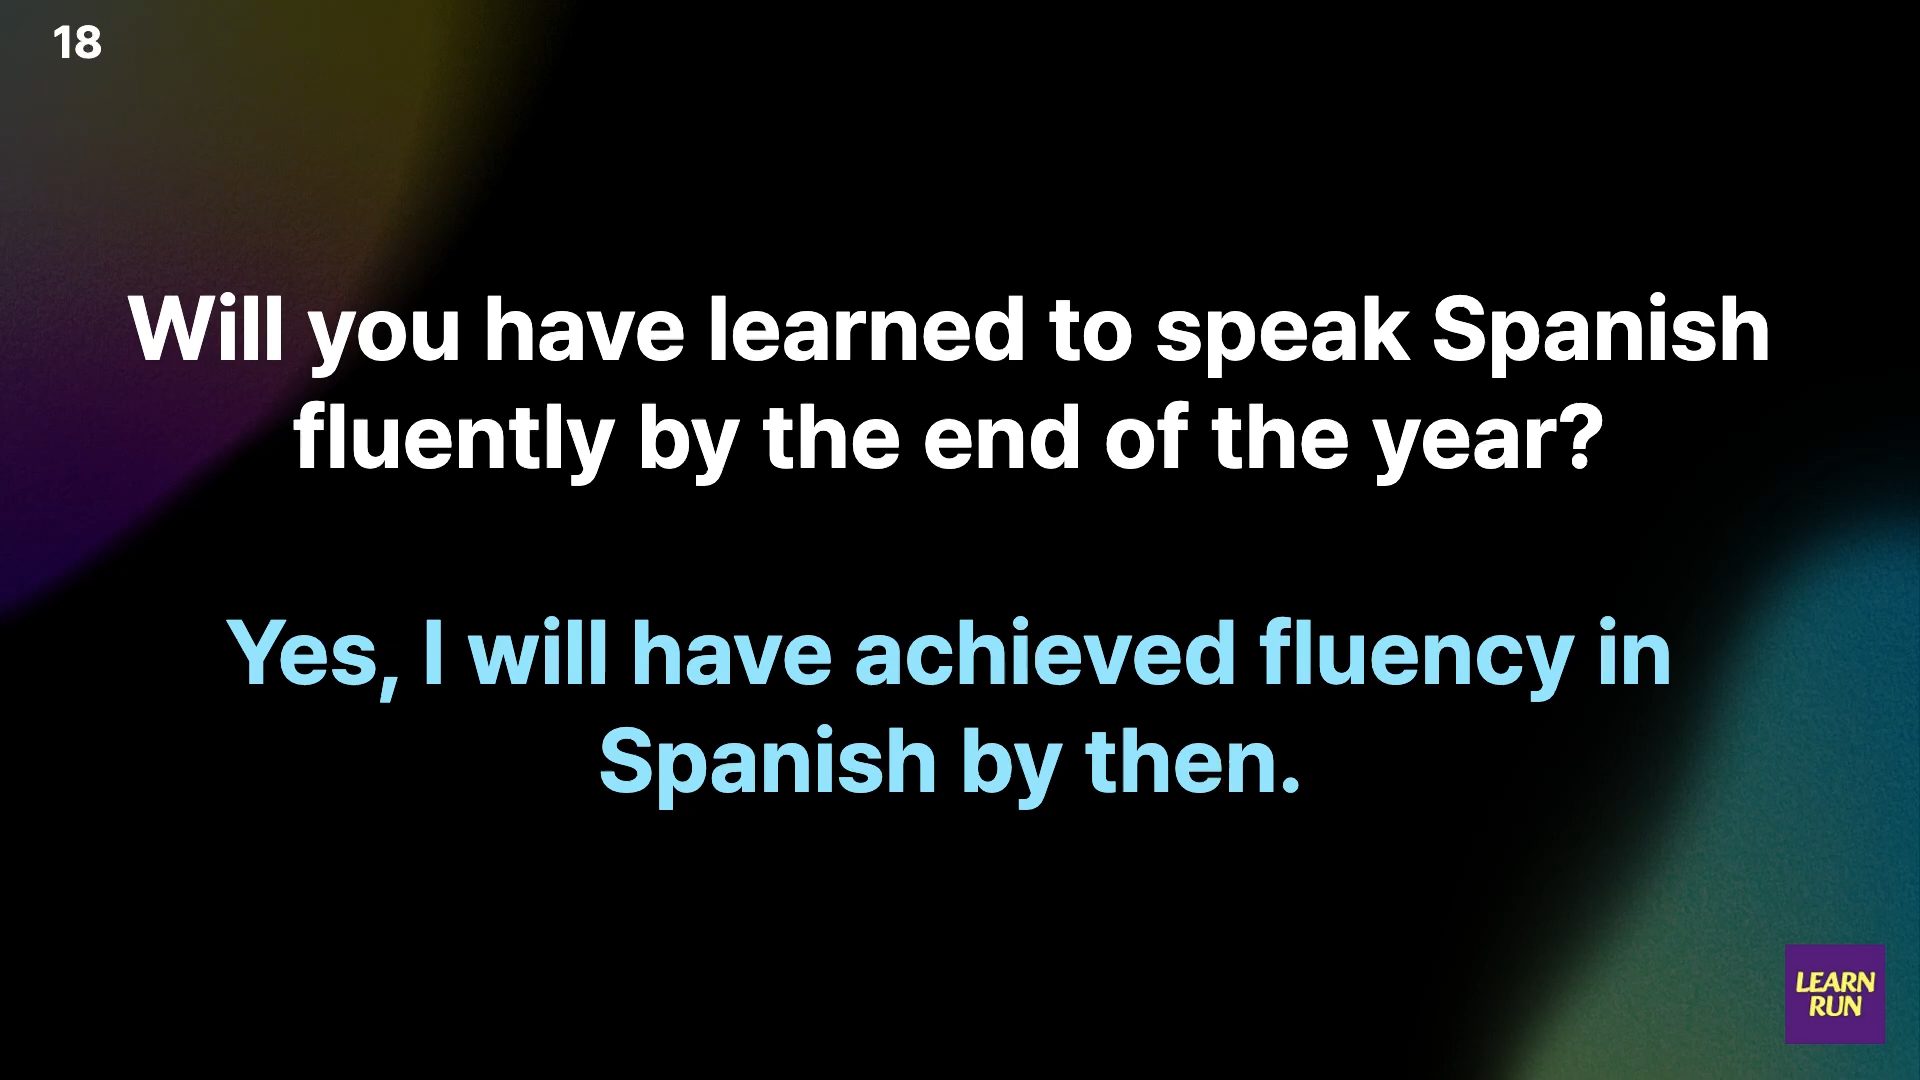 18
Will you have learned to speak Spanish
fluently by the end of the year?
Yes, I will have achieved fluency in
Spanish by then.
LEARN
RUN